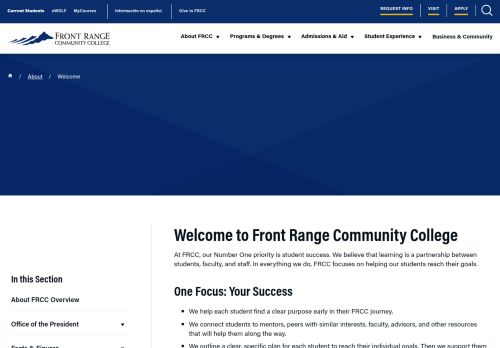 Current Students eWOLF MyCourses Información en español Give to FRCC REQUEST INFO VISIT APPLY
FRONT RANGE
COMMUNITY COLLEGE
About FRCC Programs & Degrees Admissions & Aid Student Experience Business & Community
/ About / Welcome
Welcome to Front Range Community College
At FRCC, our Number One priority is student success. We believe that learning is a partnership between
students, faculty, and staff. In everything we do, FRCC focuses on helping our students reach their goals.
In this Section
One Focus: Your Success
About FRCC Overview
• We help each student find a clear purpose early in their FRCC journey.
Office of the President
• We connect students to mentors, peers with similar interests, faculty, advisors, and other resources
that will help them along the way.
Facts & Figures
• We outline a clear, specific plan for each student to reach their individual goals. Then we support them